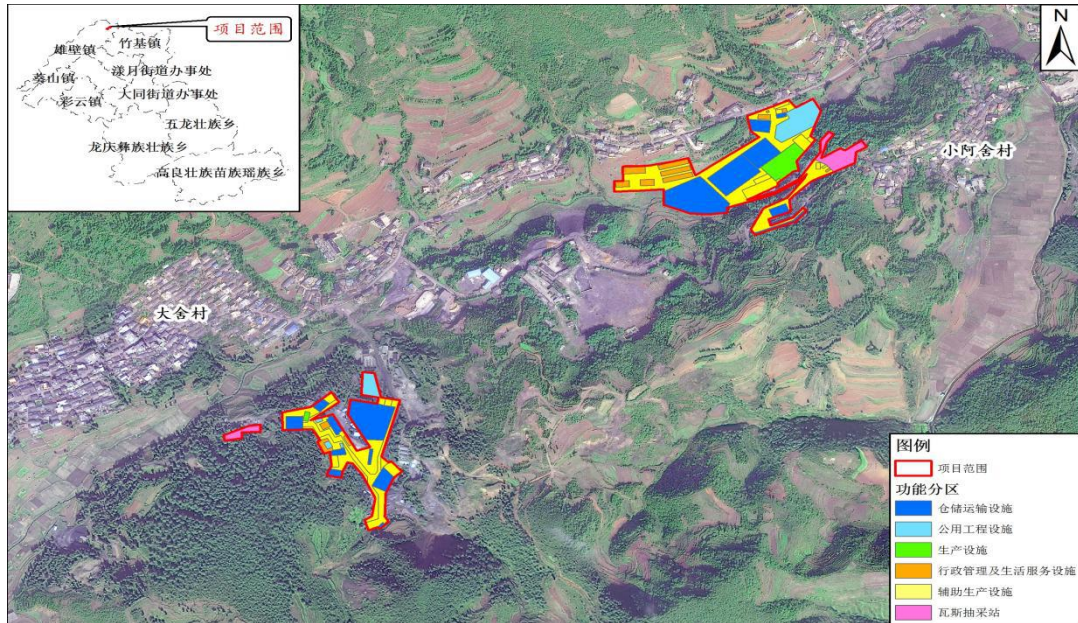 项目范围
竹基镇
雄壁镇
漾月街道办事处
葵山镇
大同街道办事处
彩云镇
五龙壮族乡
龙庆彝族壮族乡
高良壮族苗族瑶族乡
N
小阿舍村
大舍村
图例
项目范围
功能分区
仓储运输设施
公用工程设施
生产设施
行政管理及生活服务设施
辅助生产设施
瓦斯抽采站